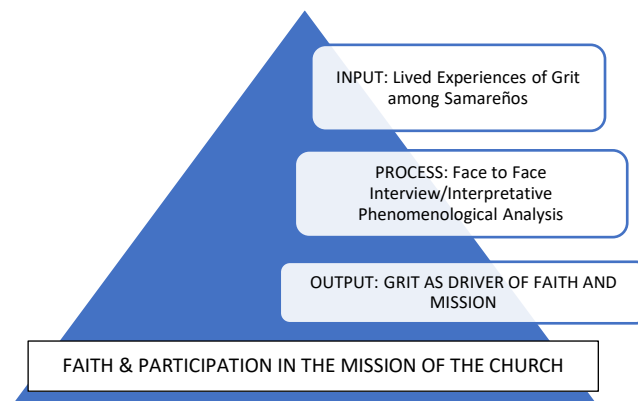 INPUT: Lived Experiences of Grit
among Samareños
PROCESS: Face to Face
Interview/Interpretative
Phenomenological Analysis
OUTPUT: GRIT AS DRIVER OF FAITH AND
MISSION
FAITH & PARTICIPATION IN THE MISSION OF THE CHURCH